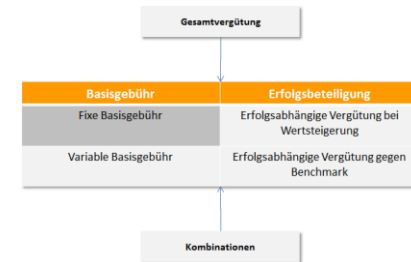 Gesamtvergütung
Basisgebühr
Erfolgsbeteiligung
Fixe Basisgebühr
Erfolgsabhängige Vergütung bei
Wertsteigerung
Variable Basisgebühr
Erfolgsabhängige Vergütung gegen
Benchmark
Kombinationen